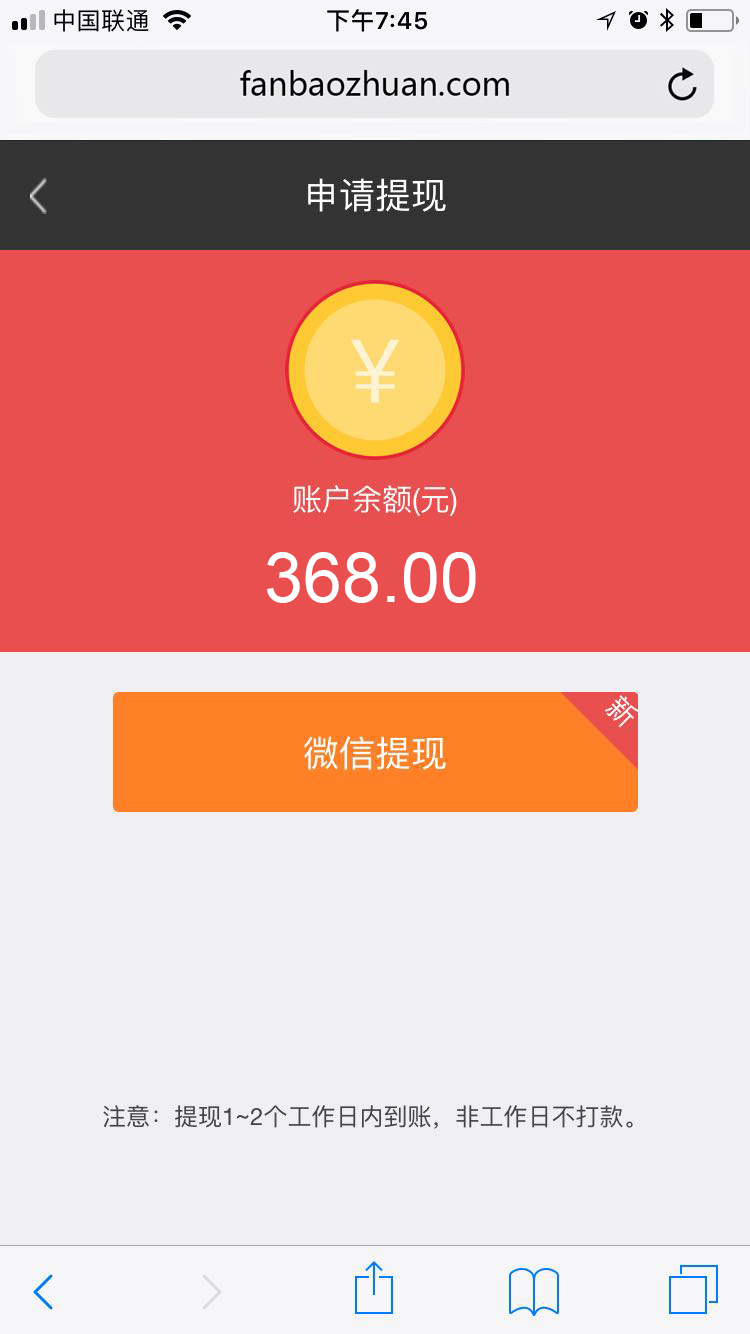 中国联通
下午7:45
fanbaozhuan.com
申请提现
¥
账户余额(元)
368.00
微信提现
新
注意：提现1~2个工作日内到账，非工作日不打款。